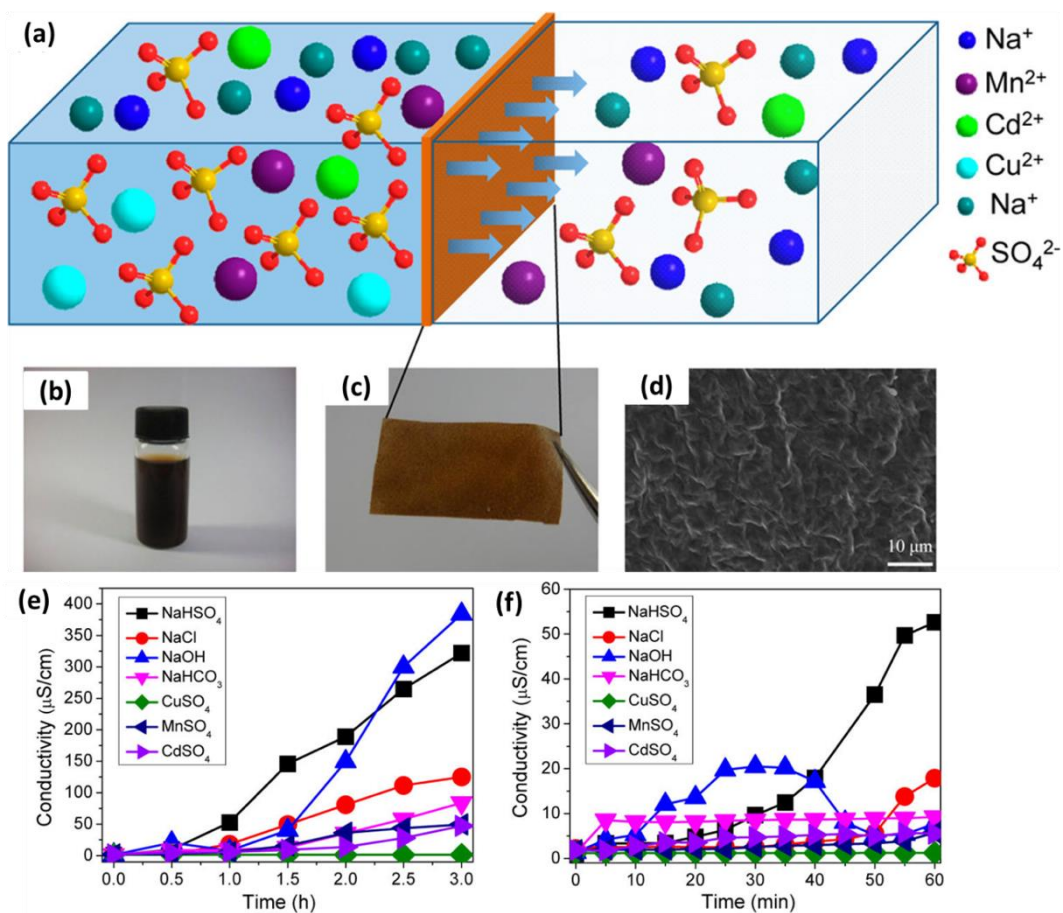 (a)
Na+
Mn2+
Cd2+
Cu2+
Na+
SO42-
(b)
(c)
(d)
10 μm
(e)
400
350
300
250
200
150
100
50
0
Conductivity (μS/cm)
NaHSO4
NaCl
NaOH
NaHCO3
CuSO4
MnSO4
CdSO4
0.0 0.5 1.0 1.5 2.0 2.5 3.0
Time (h)
(f)
60
50
40
30
20
10
0
Conductivity (μS/cm)
NaHSO4
NaCl
NaOH
NaHCO3
CuSO4
MnSO4
CdSO4
0 10 20 30 40 50 60
Time (min)